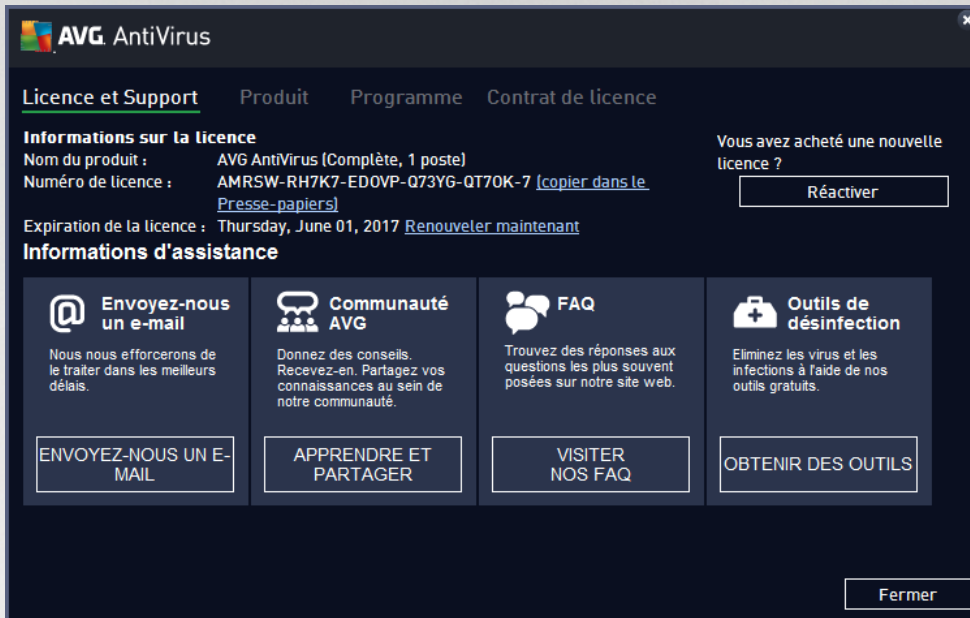 AVG AntiVirus
Licence et Support Produit Programme Contrat de licence
Informations sur la licence
Nom du produit : AVG AntiVirus (Complète, 1 poste)
Numéro de licence : AMRSW-RH7K7-EDOVP-Q73YG-QT7OK-7 (copier dans le
Presse-papiers)
Expiration de la licence : Thursday, June 01, 2017 Renouveler maintenant
Vous avez acheté une nouvelle
licence ?
Réactiver
Informations d'assistance
Envoyez-nous
un e-mail
Nous nous efforcerons de
le traiter dans les meilleurs
délais.
ENVOYEZ-NOUS UN E-
MAIL
Communauté
AVG
Donnez des conseils.
Recevez-en. Partagez vos
connaissances au sein de
notre communauté.
APPRENDRE ET
PARTAGER
FAQ
Trouvez des réponses aux
questions les plus souvent
posées sur notre site web.
VISITER
NOS FAQ
Outils de
désinfection
Eliminez les virus et les
infections à l'aide de nos
outils gratuits.
OBTENIR DES OUTILS
Fermer